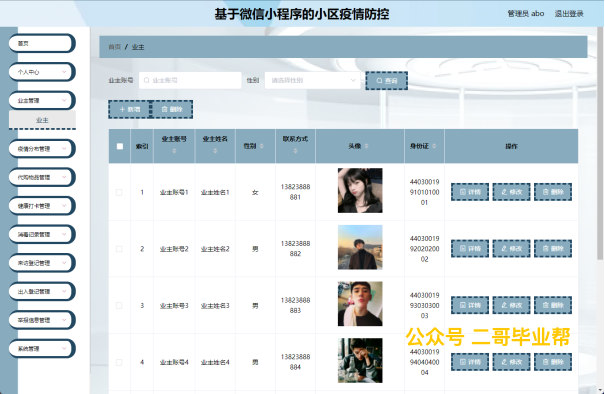 基于微信小程序的小区疫情防控
管理员 abo 退出登录
首页
个人中心
业主管理
业主
疫情分布管理
代购物品管理
健康打卡管理
消毒记录管理
来访登记管理
出入登记管理
举报信息管理
系统管理
首页 / 业主
业主账号 业主账号 性别 请选择性别 查询
+ 新增 删除
索引 业主账号 业主姓名 性别 联系方式 头像 身份证 操作
1 业主账号1 业主姓名1 女 13823888881 440300199101010001 详情 修改 删除
2 业主账号2 业主姓名2 男 13823888882 440300199202020002 详情 修改 删除
3 业主账号3 业主姓名3 男 13823888883 440300199303030003 详情 修改 删除
4 业主账号4 业主姓名4 男 13823888884 440300199404040004 详情 修改 删除
公众号 二哥毕业帮